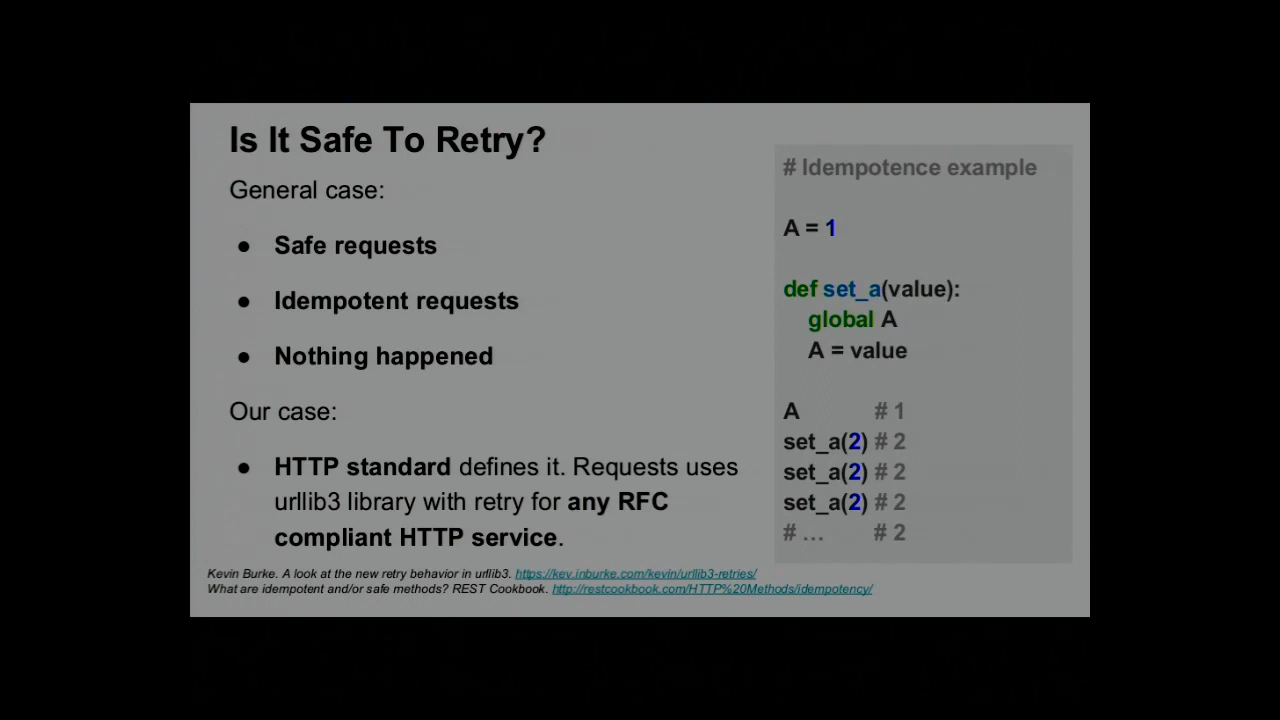 Is It Safe To Retry?
General case:
● Safe requests
● Idempotent requests
● Nothing happened
Our case:
● HTTP standard defines it. Requests uses
urllib3 library with retry for any RFC
compliant HTTP service.
# Idempotence example
A = 1
def set_a(value):
global A
A = value
A # 1
set_a(2) # 2
set_a(2) # 2
set_a(2) # 2
# … # 2
Kevin Burke. A look at the new retry behavior in urllib3. https://kev.inburke.com/kevin/urllib3-retries/
What are idempotent and/or safe methods? REST Cookbook. http://restcookbook.com/HTTP%20Methods/idempotency/